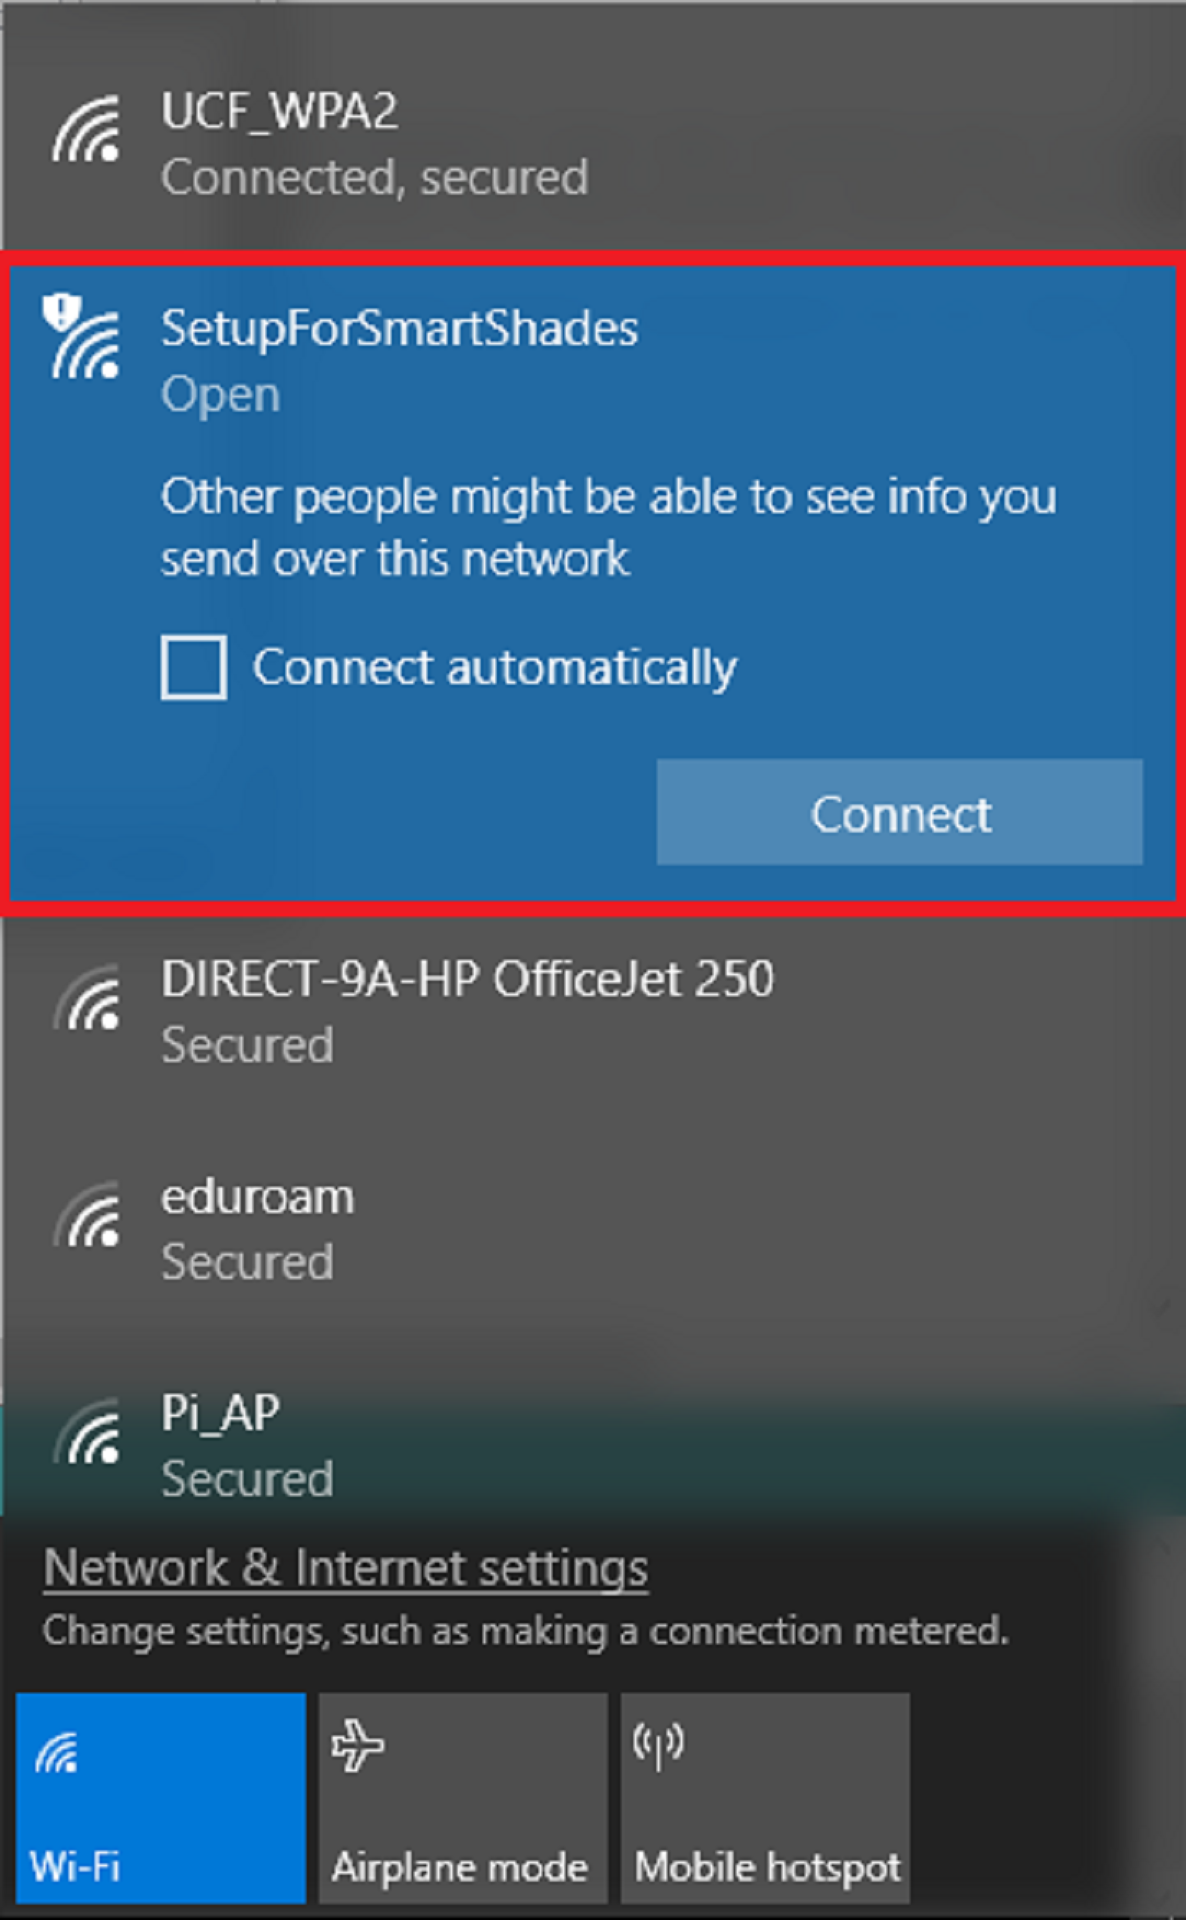 UCF_WPA2
Connected, secured
SetupForSmartShades
Open
Other people might be able to see info you
send over this network
Connect automatically
Connect
DIRECT-9A-HP OfficeJet 250
Secured
eduroam
Secured
Pi_AP
Secured
Network & Internet settings
Change settings, such as making a connection metered.
Wi-Fi
Airplane mode
Mobile hotspot